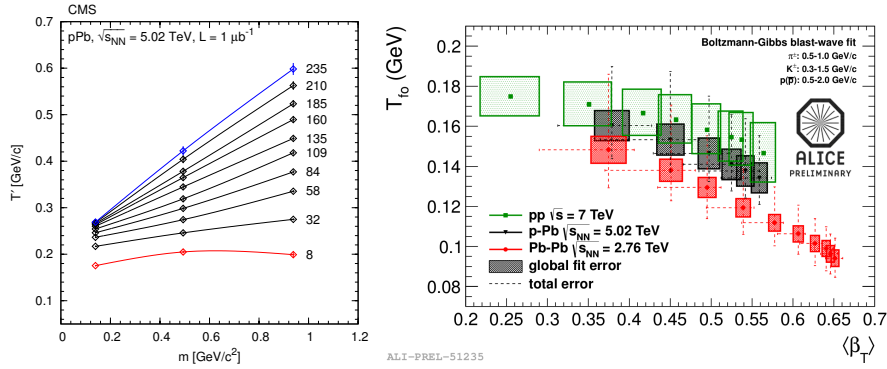 CMS
pPb, √s_NN = 5.02 TeV, L = 1 μb⁻¹
T' [GeV/c]
0.7
0.6
0.5
0.4
0.3
0.2
0.1
235
210
185
160
135
109
84
58
32
8
0 0.2 0.4 0.6 0.8 1 1.2
m [GeV/c²]
T_fo (GeV)
0.2
0.18
0.16
0.14
0.12
0.1
0.08
Boltzmann-Gibbs blast-wave fit
π±: 0.5-1.0 GeV/c
K±: 0.3-1.5 GeV/c
p(p̅): 0.5-2.0 GeV/c
ALICE
PRELIMINARY
pp √s = 7 TeV
p-Pb √s_NN = 5.02 TeV
Pb-Pb √s_NN = 2.76 TeV
global fit error
total error
0.2 0.25 0.3 0.35 0.4 0.45 0.5 0.55 0.6 0.65 0.7
⟨β_T⟩
ALI-PREL-51235